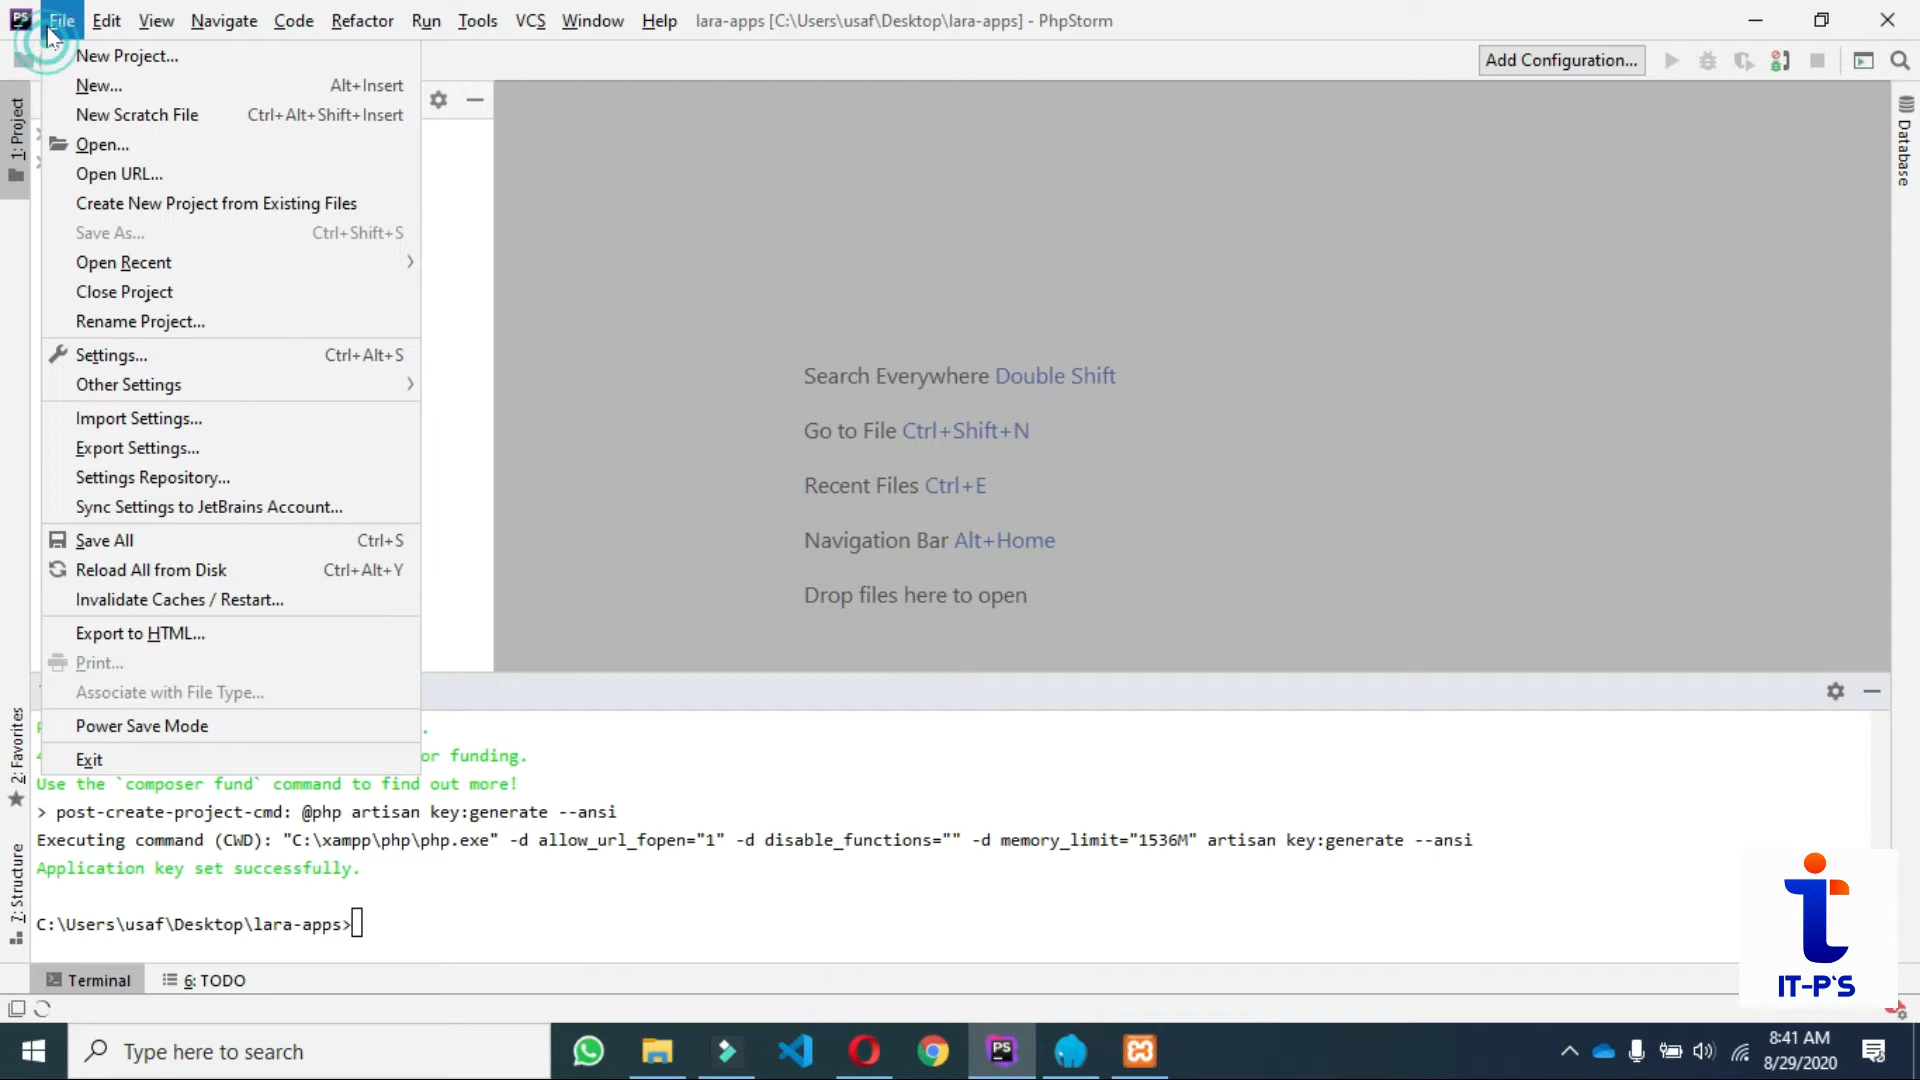 PS File Edit View Navigate Code Refactor Run Tools VCS Window Help lara-apps [C:\Users\usaf\Desktop\lara-apps] - PhpStorm
Add Configuration...
New Project...
New... Alt+Insert
New Scratch File Ctrl+Alt+Shift+Insert
Open...
Open URL...
Create New Project from Existing Files
Save As... Ctrl+Shift+S
Open Recent
Close Project
Rename Project...
Settings... Ctrl+Alt+S
Other Settings
Import Settings...
Export Settings...
Settings Repository...
Sync Settings to JetBrains Account...
Save All Ctrl+S
Reload All from Disk Ctrl+Alt+Y
Invalidate Caches / Restart...
Export to HTML...
Print...
Associate with File Type...
Power Save Mode
Exit
1: Project
2: Favorites
7: Structure
Database
Search Everywhere Double Shift
Go to File Ctrl+Shift+N
Recent Files Ctrl+E
Navigation Bar Alt+Home
Drop files here to open
or funding.
Use the `composer fund` command to find out more!
> post-create-project-cmd: @php artisan key:generate --ansi
Executing command (CWD): "C:\xampp\php\php.exe" -d allow_url_fopen="1" -d disable_functions="" -d memory_limit="1536M" artisan key:generate --ansi
Application key set successfully.
C:\Users\usaf\Desktop\lara-apps>
Terminal 6: TODO
IT-P'S
Type here to search
PS
8:41 AM
8/29/2020